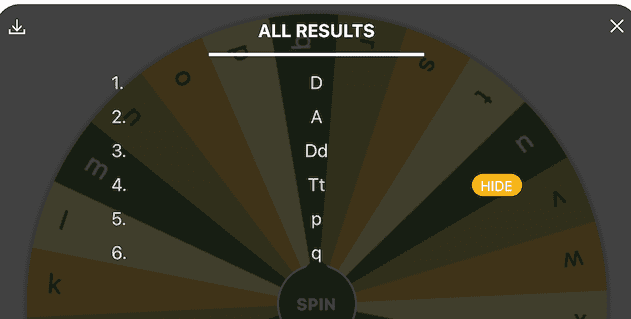 ALL RESULTS
1. D
2. A
3. Dd
4. Tt HIDE
5. p
6. q
k
l
m
n
o
s
t
u
v
w
SPIN